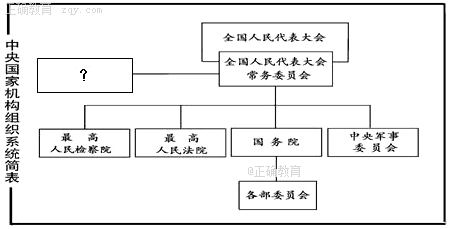 正确教育
zqy.com
中央国家机构组织系统简表
全国人民代表大会
?
全国人民代表大会
常务委员会
最 高
人民检察院
最 高
人民法院
国 务 院
中央军事
委 员 会
@正确教育
各部委员会